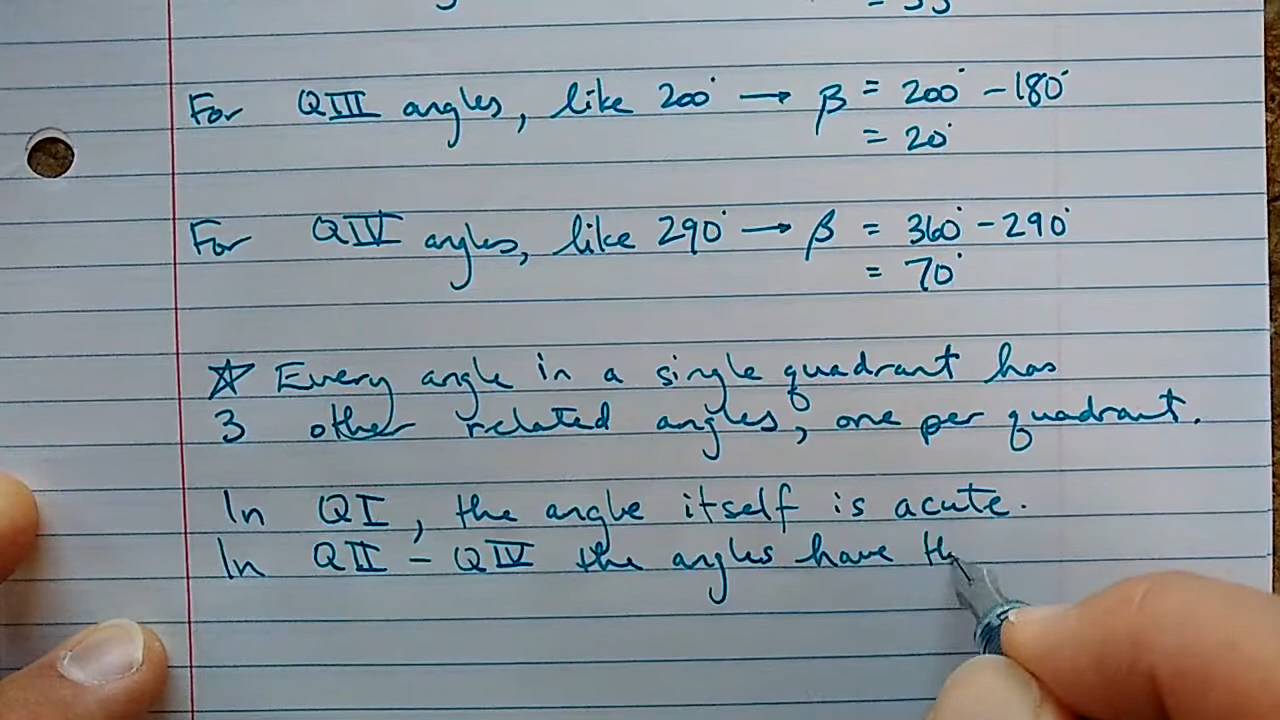 For QIII angles, like 200° → β = 200° - 180°
= 20°
For QIV angles, like 290° → β = 360° - 290°
= 70°
☆ Every angle in a single quadrant has
3 other related angles, one per quadrant.
In QI, the angle itself is acute.
In QII - QIV the angles have th